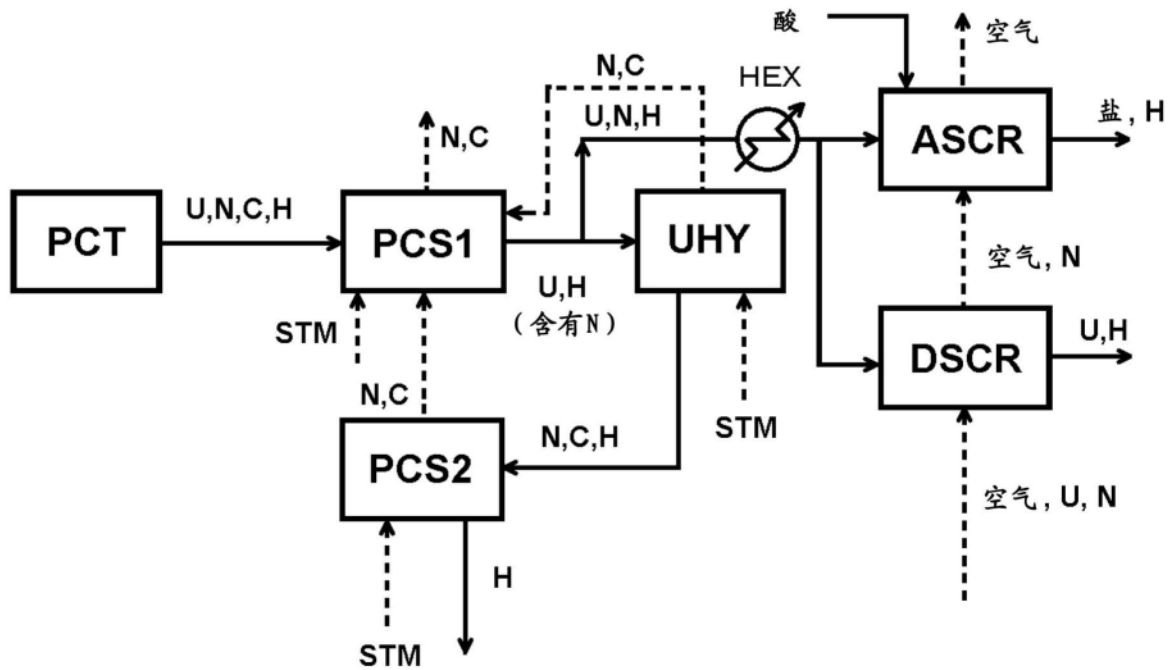 酸
空气
N,C
HEX
U,N,H
N,C
ASCR
盐, H
U,N,C,H
PCT
PCS1
UHY
空气, N
U,H
(含有N)
STM
DSCR
U,H
N,C
STM
N,C,H
PCS2
空气, U, N
H
STM